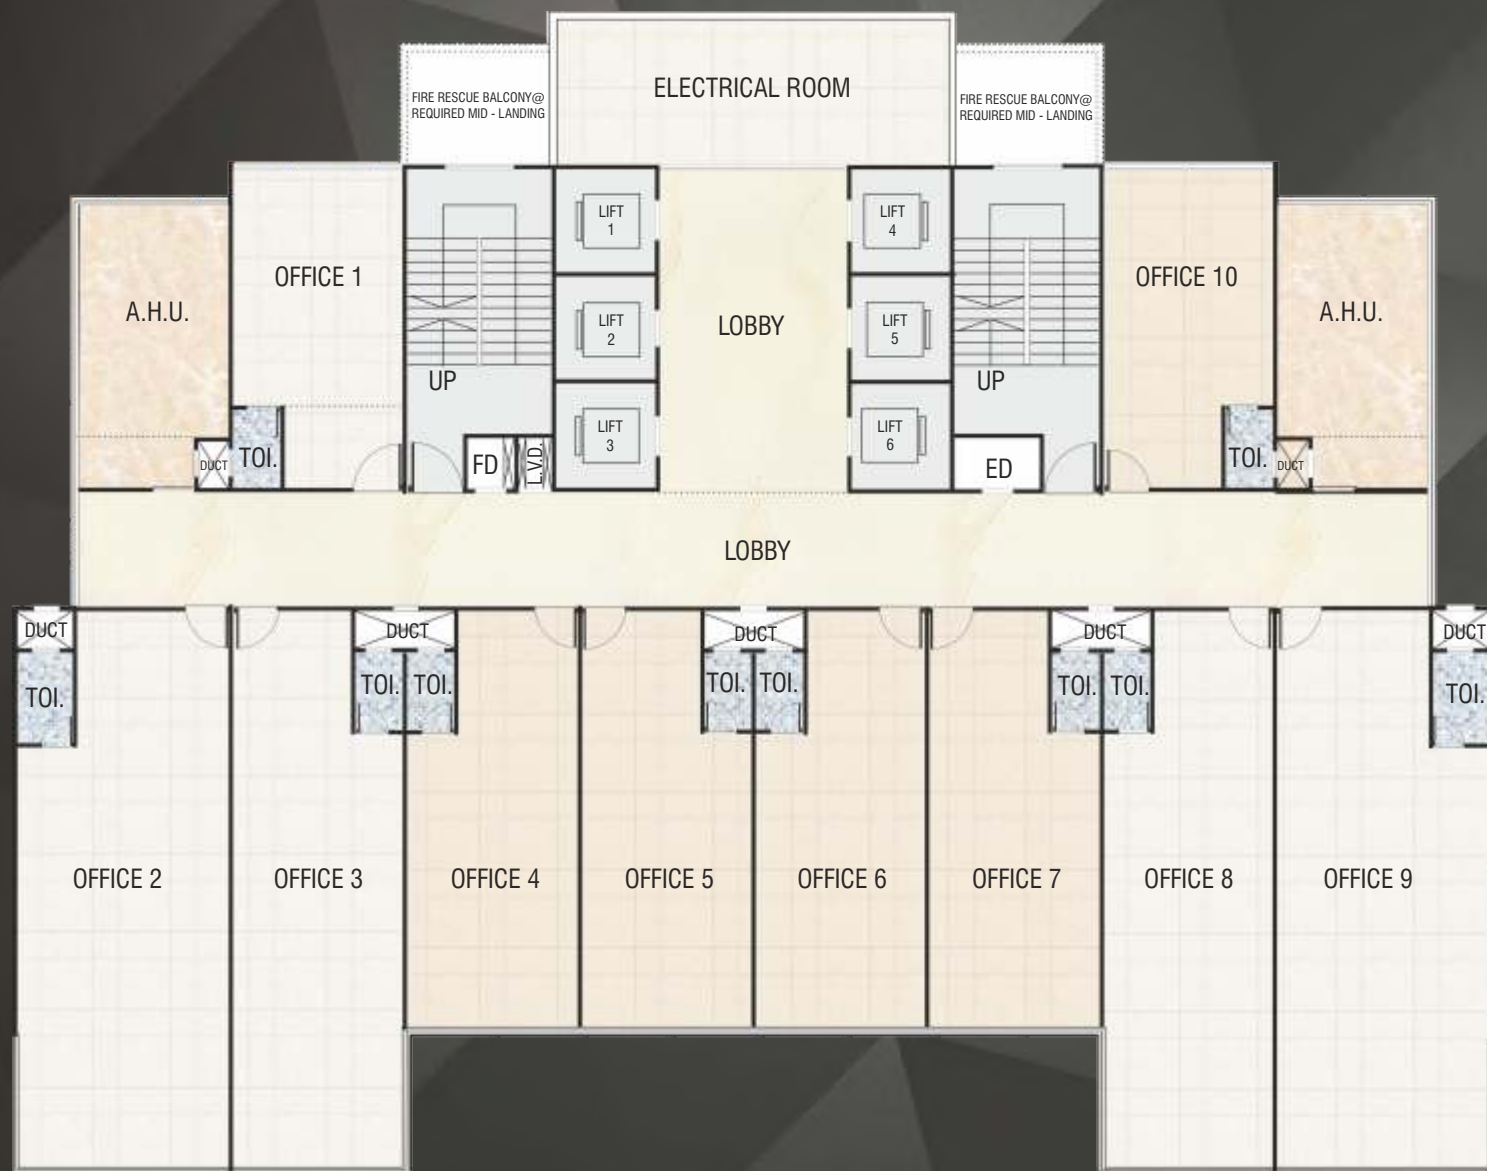 ELECTRICAL ROOM
FIRE RESCUE BALCONY@
REQUIRED MID - LANDING
FIRE RESCUE BALCONY@
REQUIRED MID - LANDING
LIFT
1
LIFT
4
OFFICE 1
OFFICE 10
A.H.U.
A.H.U.
LIFT
2
LOBBY
LIFT
5
UP
UP
LIFT
3
LIFT
6
DUCT
TOI.
FD
L.V.D.
ED
TOI.
DUCT
LOBBY
DUCT
DUCT
DUCT
DUCT
DUCT
TOI.
TOI.
TOI.
TOI.
TOI.
TOI.
TOI.
TOI.
OFFICE 2
OFFICE 3
OFFICE 4
OFFICE 5
OFFICE 6
OFFICE 7
OFFICE 8
OFFICE 9